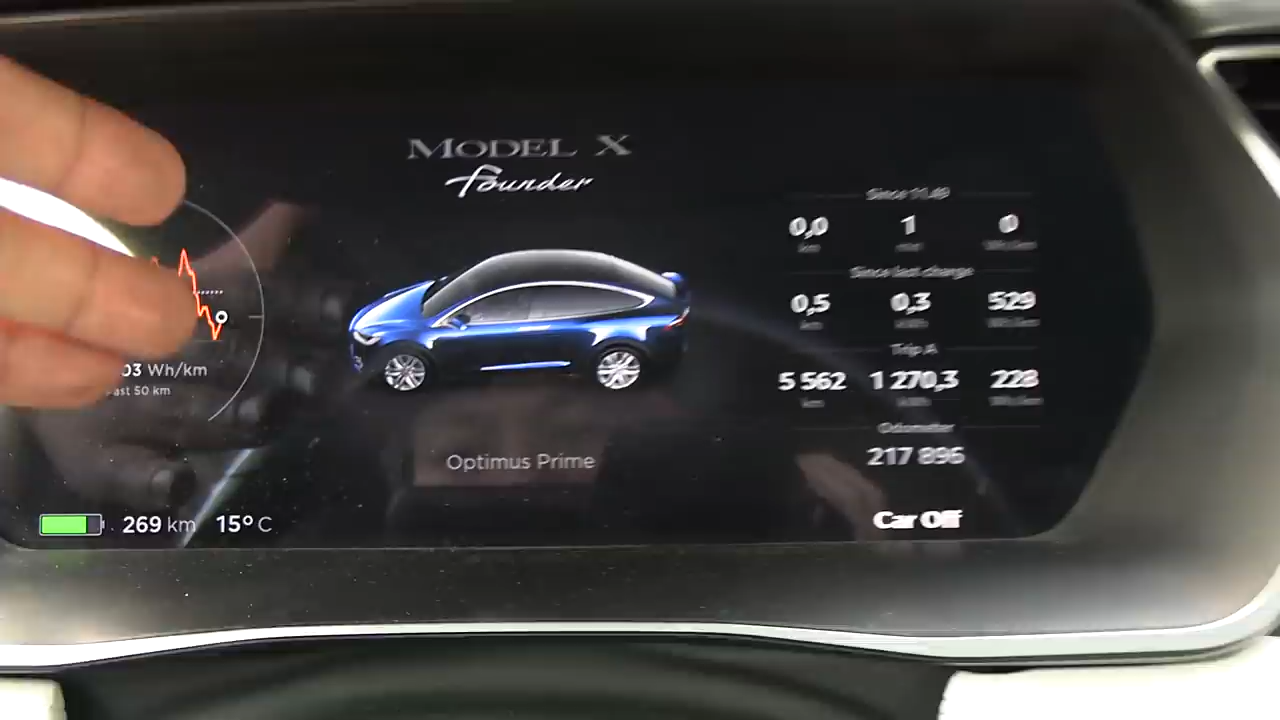 MODEL X
Founder
Since 11.49
0,0 1 0
km min Wh/km
Since last charge
0,5 0,3 529
km kWh Wh/km
Trip A
5 562 1 270,3 228
km kWh Wh/km
Odometer
217 896
Car Off
03 Wh/km
ast 50 km
Optimus Prime
269 km 15° C